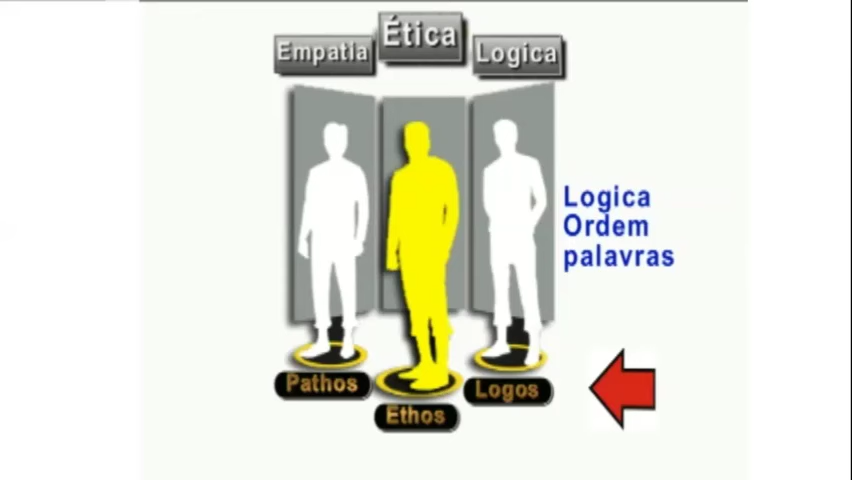 Empatia
Ética
Logica
Logica
Ordem
palavras
Pathos
Ethos
Logos